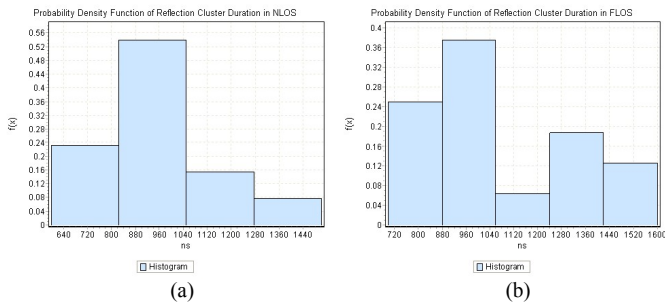 Probability Density Function of Reflection Cluster Duration in NLOS
f(x)
0.56
0.52
0.48
0.44
0.4
0.36
0.32
0.28
0.24
0.2
0.16
0.12
0.08
0.04
0
640 720 800 880 960 1040 1120 1200 1280 1360 1440
ns
Histogram
(a)
Probability Density Function of Reflection Cluster Duration in FLOS
f(x)
0.4
0.36
0.32
0.28
0.24
0.2
0.16
0.12
0.08
0.04
0
720 800 880 960 1040 1120 1200 1280 1360 1440 1520 1600
ns
Histogram
(b)